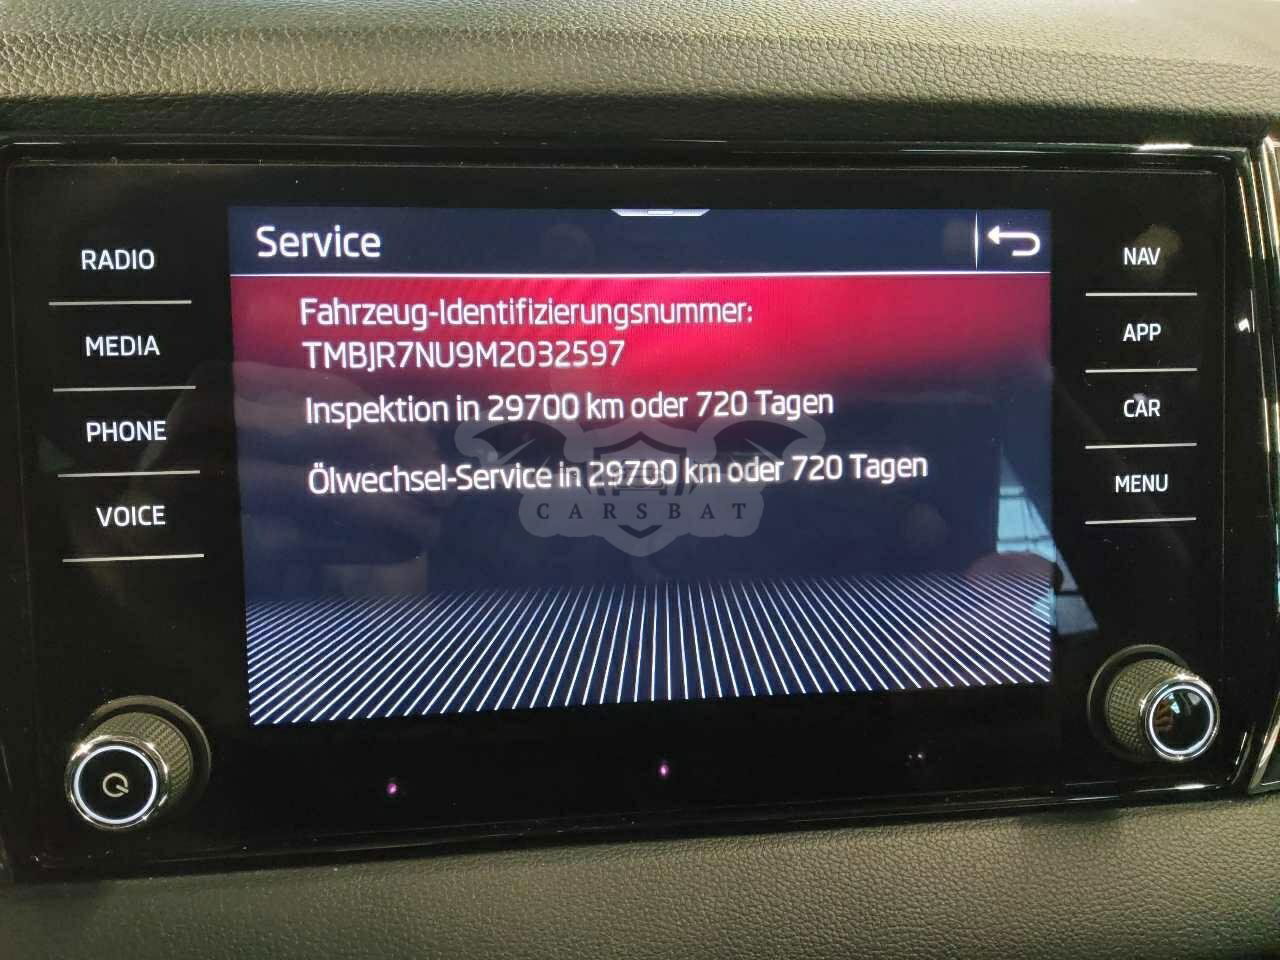 Service
RADIO
MEDIA
PHONE
VOICE
Fahrzeug-Identifizierungsnummer:
TMBJR7NU9M2032597
Inspektion in 29700 km oder 720 Tagen
Ölwechsel-Service in 29700 km oder 720 Tagen
CARSBAT
NAV
APP
CAR
MENU